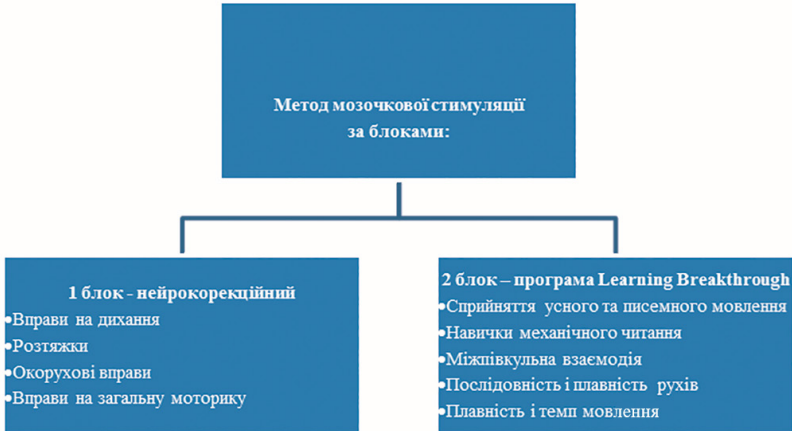 Метод мозочкової стимуляції
за блоками:
1 блок - нейрокорекційний
•Вправи на дихання
•Розтяжки
•Окорухові вправи
•Вправи на загальну моторику
2 блок – програма Learning Breakthrough
•Сприйняття усного та писемного мовлення
•Навички механічного читання
•Міжпівкульна взаємодія
•Послідовність і плавність рухів
•Плавність і темп мовлення